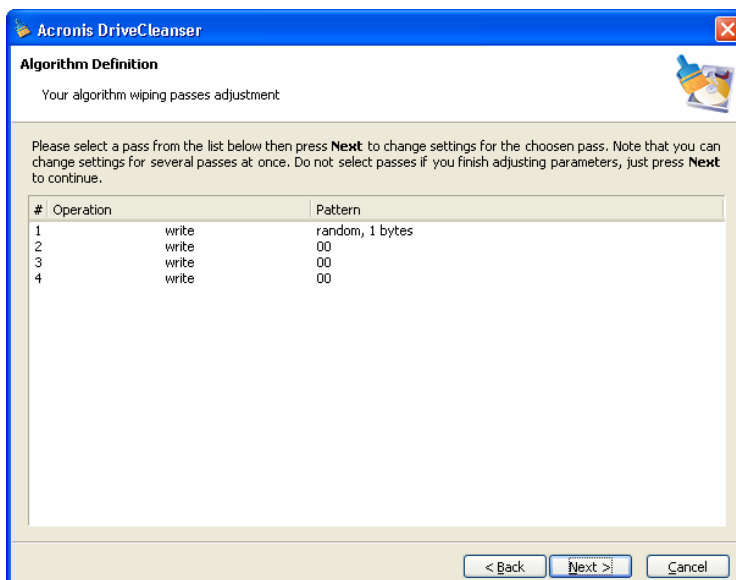 Acronis DriveCleanser
Algorithm Definition
Your algorithm wiping passes adjustment
Please select a pass from the list below then press Next to change settings for the choosen pass. Note that you can
change settings for several passes at once. Do not select passes if you finish adjusting parameters, just press Next
to continue.
# Operation Pattern
1 write random, 1 bytes
2 write 00
3 write 00
4 write 00
< Back Next > Cancel